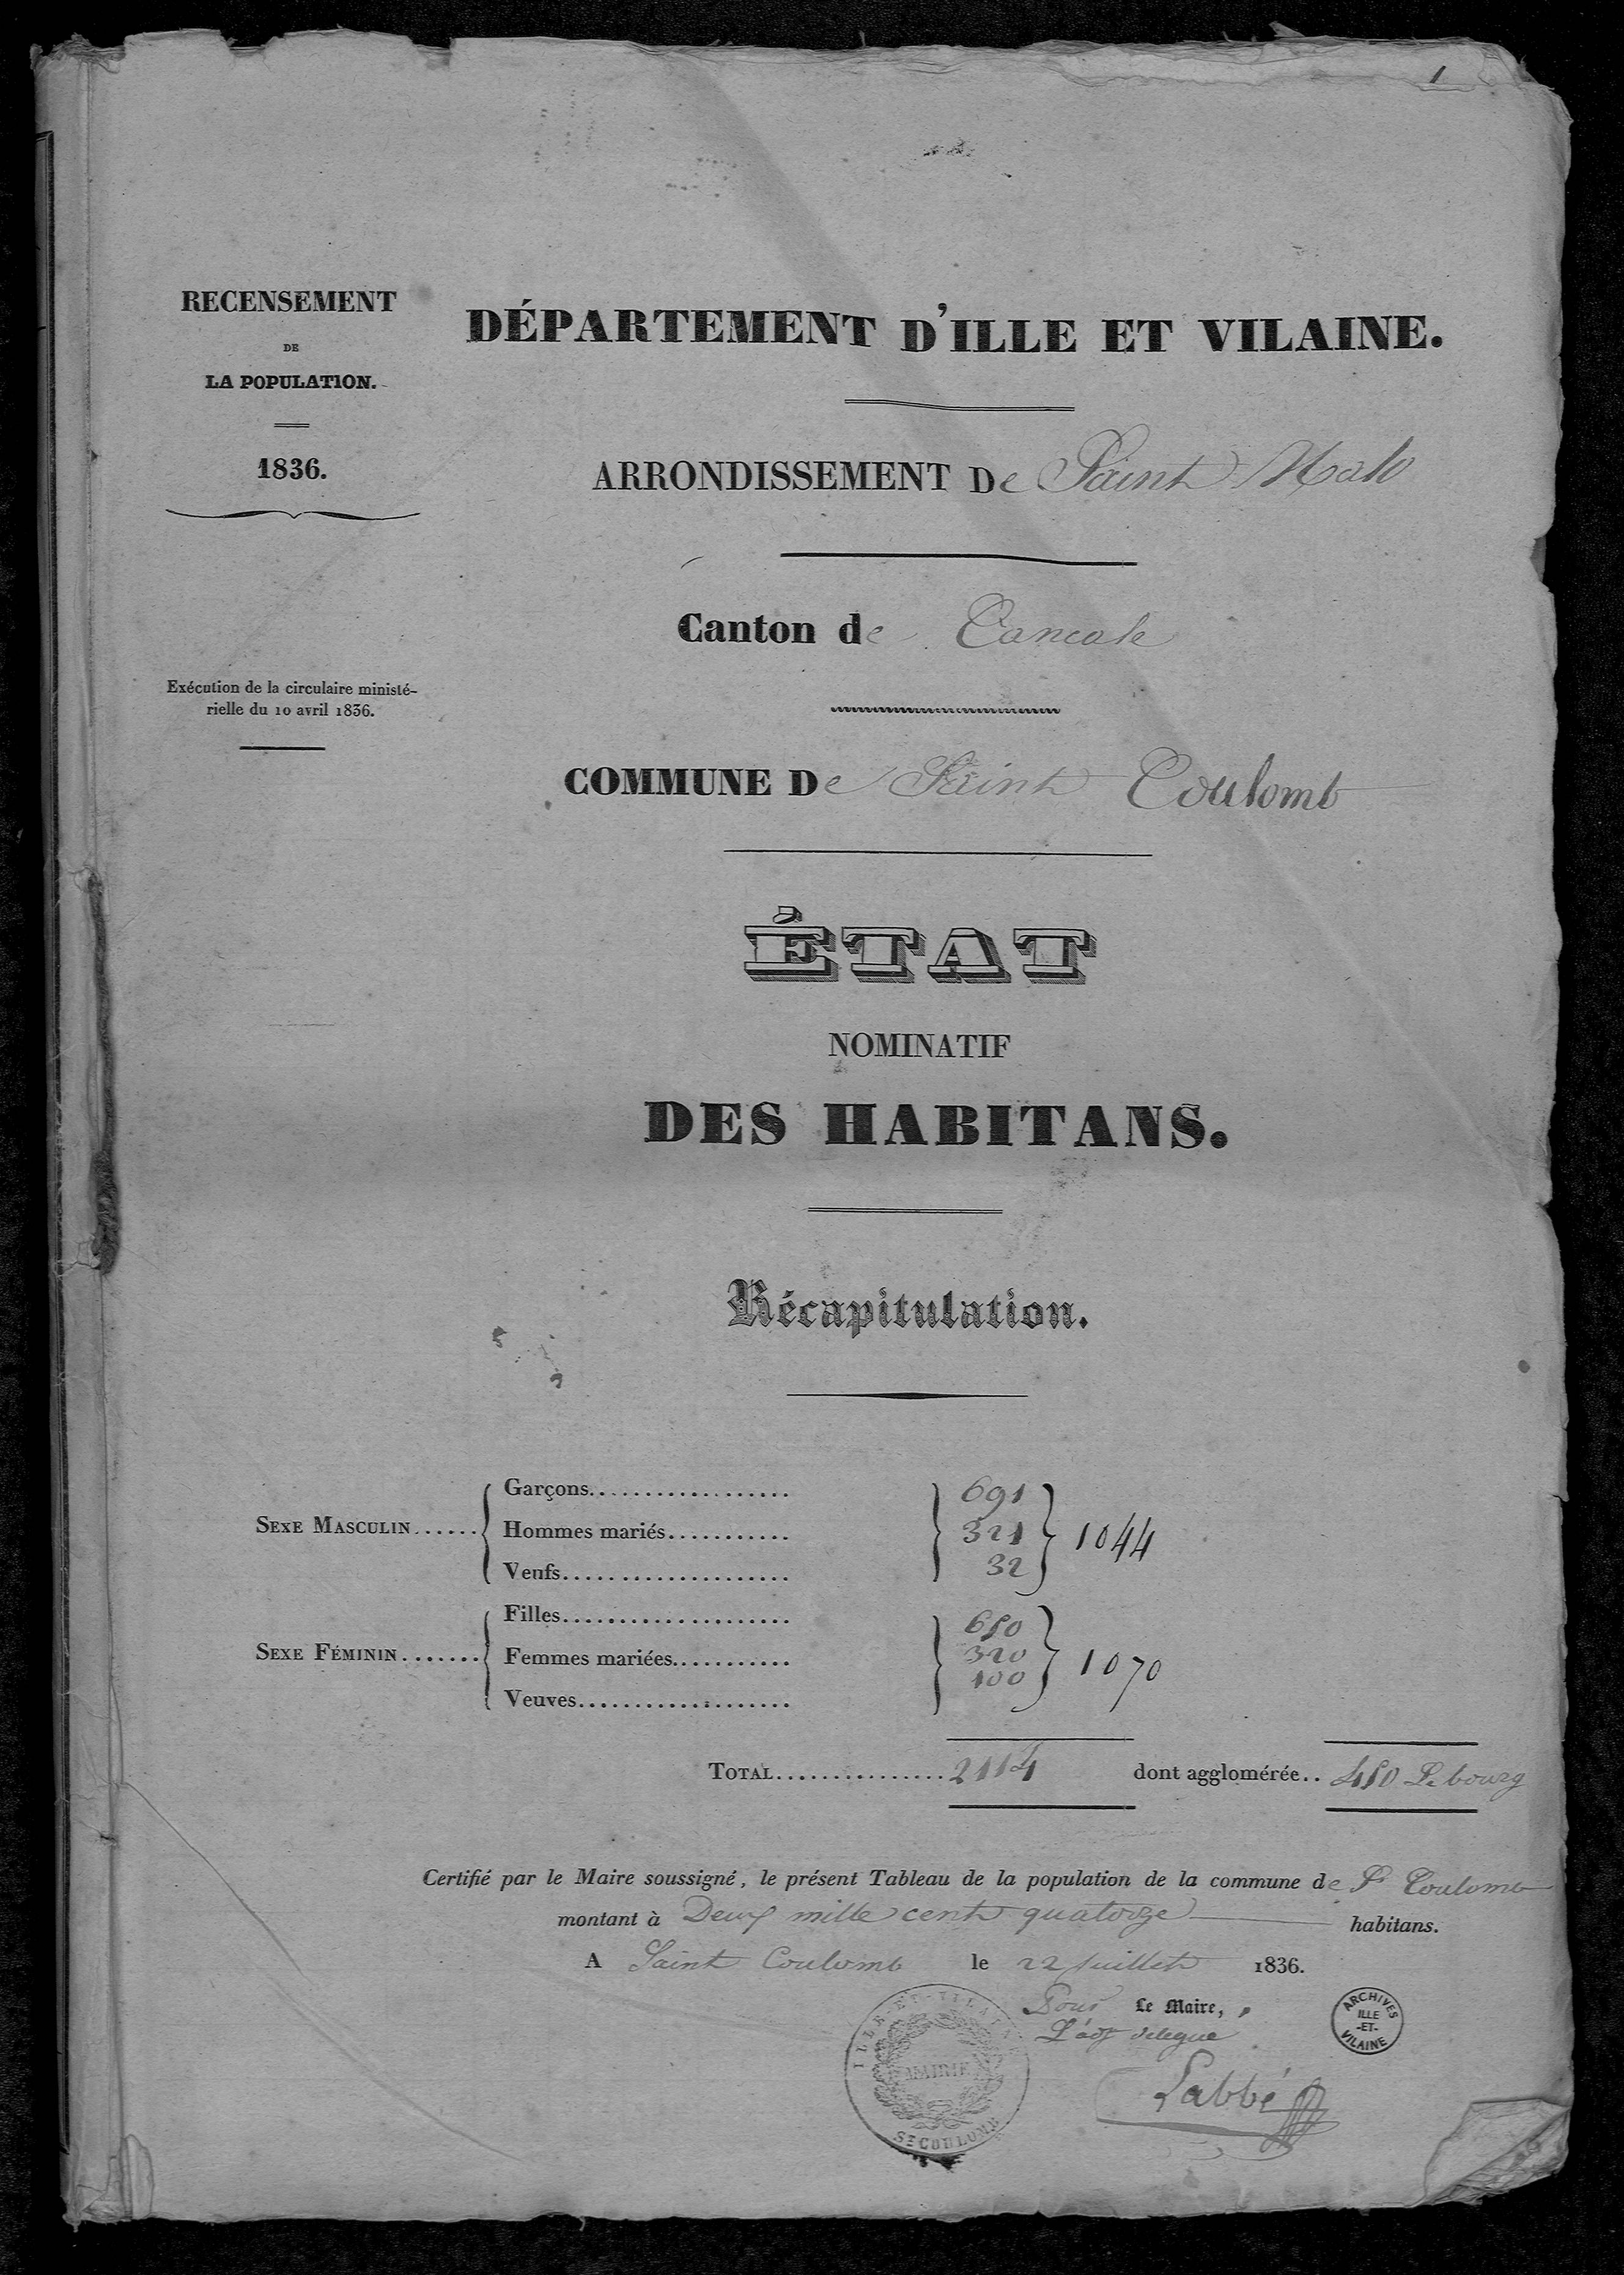 1
RECENSEMENT
DE
LA POPULATION.
1836.
Exécution de la circulaire ministé-
rielle du 10 avril 1836.
DÉPARTEMENT D'ILLE ET VILAINE.
ARRONDISSEMENT De Saint Malo
Canton de Cancale
COMMUNE De Saint Coulomb
ÉTAT
NOMINATIF
DES HABITANS.
Récapitulation.
SEXE MASCULIN......
Garçons.................. 691
Hommes mariés........... 321
Veufs.................... 32
1044
SEXE FÉMININ.......
Filles.................... 650
Femmes mariées.......... 320
Veuves................... 100
1070
TOTAL............... 2114 dont agglomérée.. 450 Le bourg
Certifié par le Maire soussigné, le présent Tableau de la population de la commune de St Coulomb
montant à Deux mille cent quatorze habitans.
A Saint Coulomb le 22 Juillet 1836.
Pour Le Maire,
L'adj délegué
Labbé
ILLE-ET-VILAINE
MAIRIE
ST COULOMB
ARCHIVES
ILLE
-ET-
VILAINE